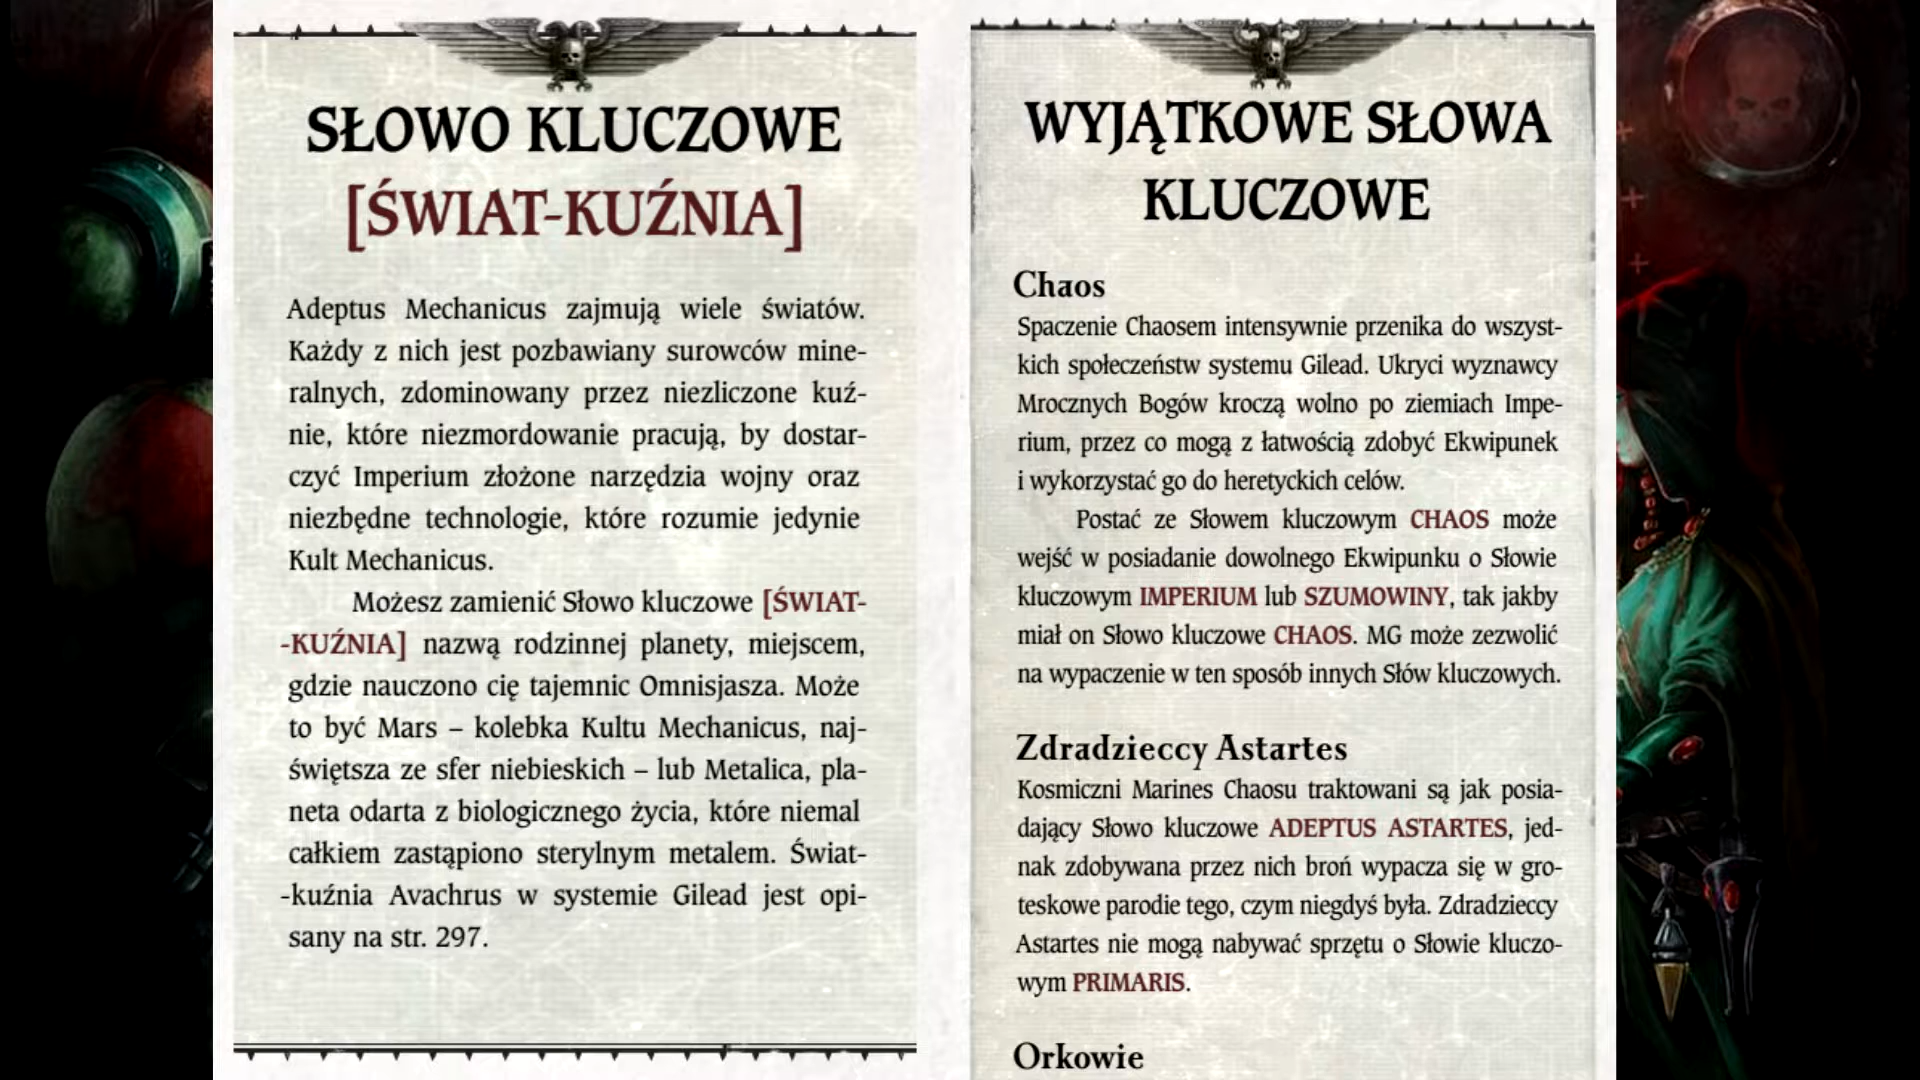 SŁOWO KLUCZOWE
[ŚWIAT-KUŹNIA]
Adeptus Mechanicus zajmują wiele światów.
Każdy z nich jest pozbawiany surowców mine-
ralnych, zdominowany przez niezliczone kuź-
nie, które niezmordowanie pracują, by dostar-
czyć Imperium złożone narzędzia wojny oraz
niezbędne technologie, które rozumie jedynie
Kult Mechanicus.
Możesz zamienić Słowo kluczowe [ŚWIAT-
-KUŹNIA] nazwą rodzinnej planety, miejscem,
gdzie nauczono cię tajemnic Omnisjasza. Może
to być Mars – kolebka Kultu Mechanicus, naj-
świętsza ze sfer niebieskich – lub Metalica, pla-
neta odarta z biologicznego życia, które niemal
całkiem zastąpiono sterylnym metalem. Świat-
-kuźnia Avachrus w systemie Gilead jest opi-
sany na str. 297.
WYJĄTKOWE SŁOWA
KLUCZOWE
Chaos
Spaczenie Chaosem intensywnie przenika do wszyst-
kich społeczeństw systemu Gilead. Ukryci wyznawcy
Mrocznych Bogów kroczą wolno po ziemiach Impe-
rium, przez co mogą z łatwością zdobyć Ekwipunek
i wykorzystać go do heretyckich celów.
Postać ze Słowem kluczowym CHAOS może
wejść w posiadanie dowolnego Ekwipunku o Słowie
kluczowym IMPERIUM lub SZUMOWINY, tak jakby
miał on Słowo kluczowe CHAOS. MG może zezwolić
na wypaczenie w ten sposób innych Słów kluczowych.
Zdradzieccy Astartes
Kosmiczni Marines Chaosu traktowani są jak posia-
dający Słowo kluczowe ADEPTUS ASTARTES, jed-
nak zdobywana przez nich broń wypacza się w gro-
teskowe parodie tego, czym niegdyś była. Zdradzieccy
Astartes nie mogą nabywać sprzętu o Słowie kluczo-
wym PRIMARIS.
Orkowie